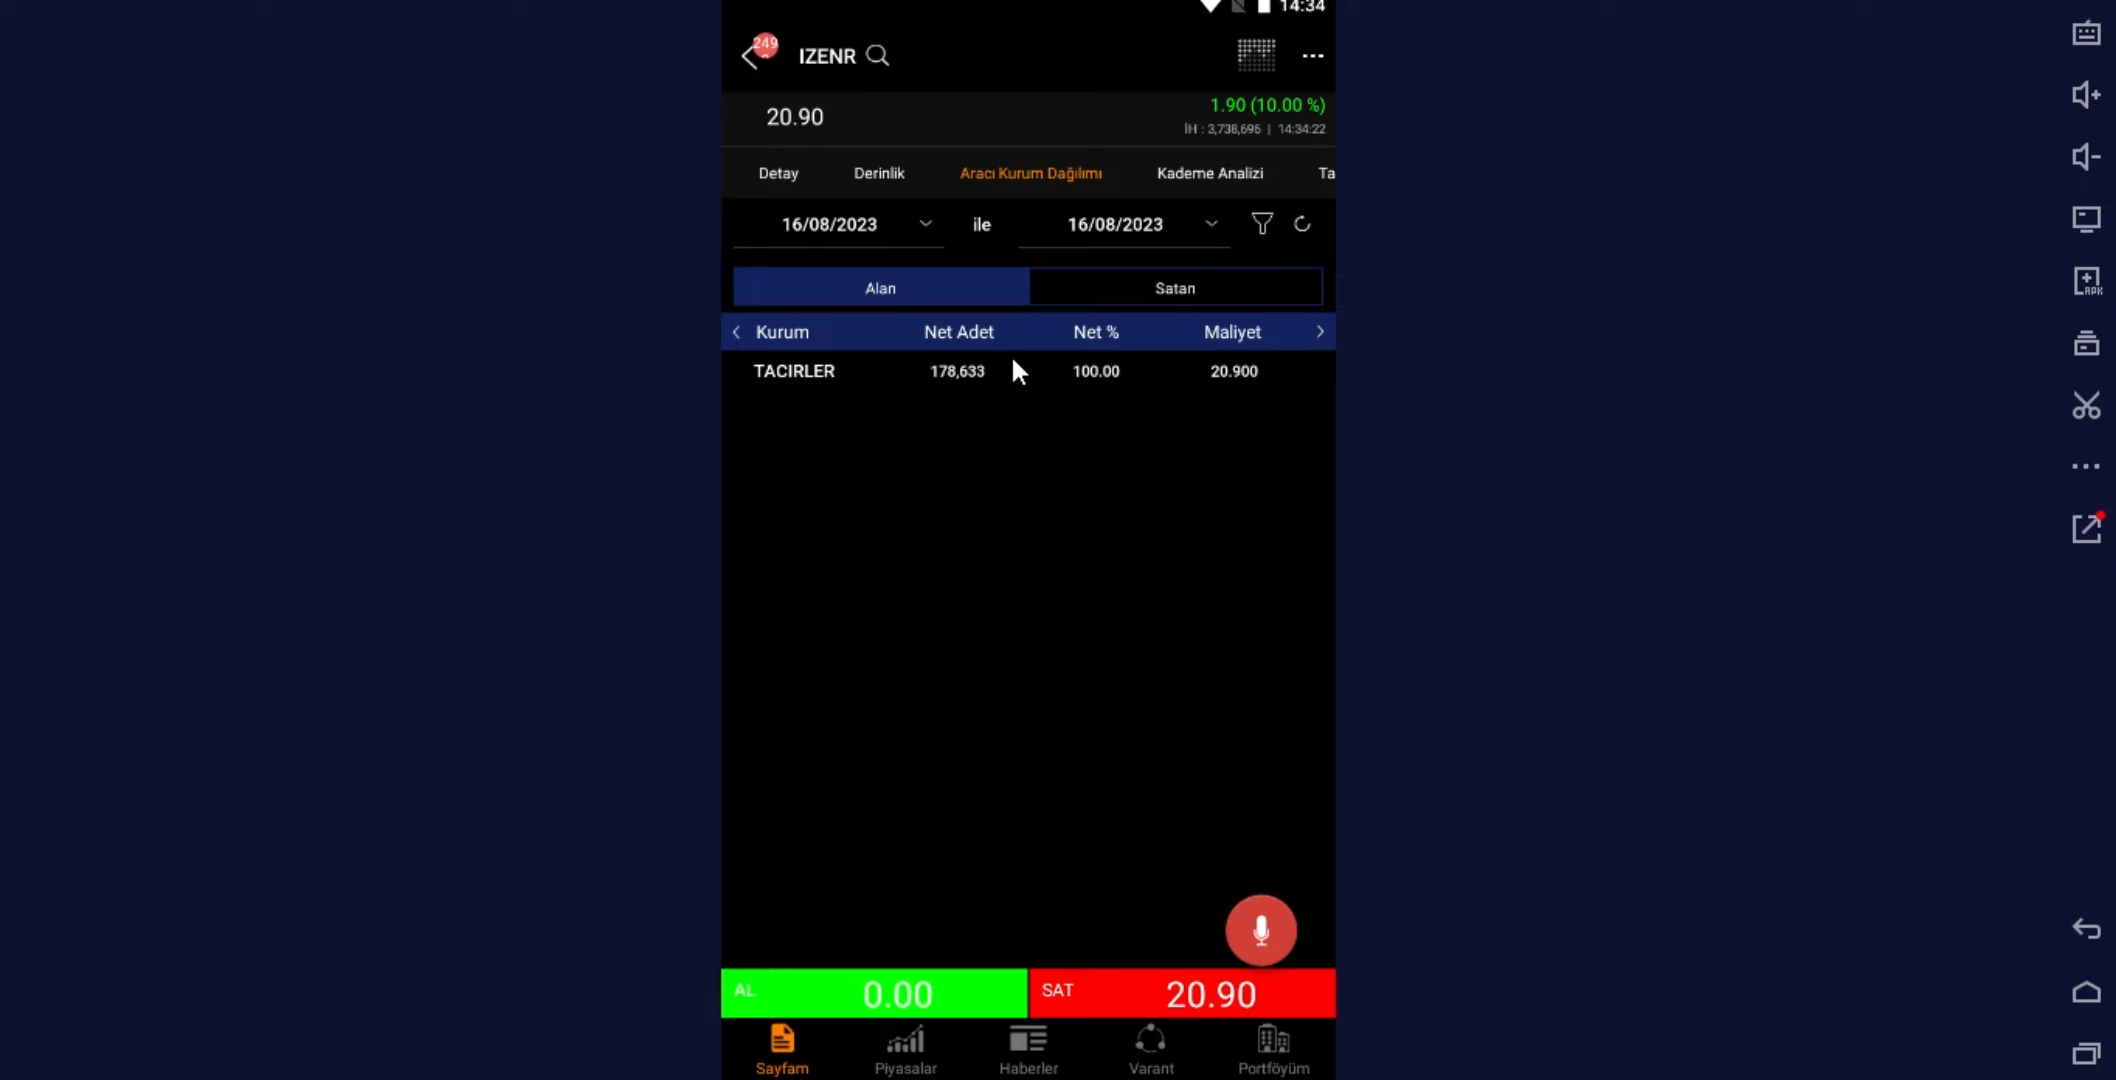 14:34
249
IZENR
20.90
1.90 (10.00 %)
İH : 3,738,696 | 14:34:22
Detay Derinlik Aracı Kurum Dağılımı Kademe Analizi Ta
16/08/2023 ile 16/08/2023
Alan Satan
Kurum Net Adet Net % Maliyet
TACIRLER 178,633 100.00 20.900
AL 0.00 SAT 20.90
Sayfam Piyasalar Haberler Varant Portföyüm
APK